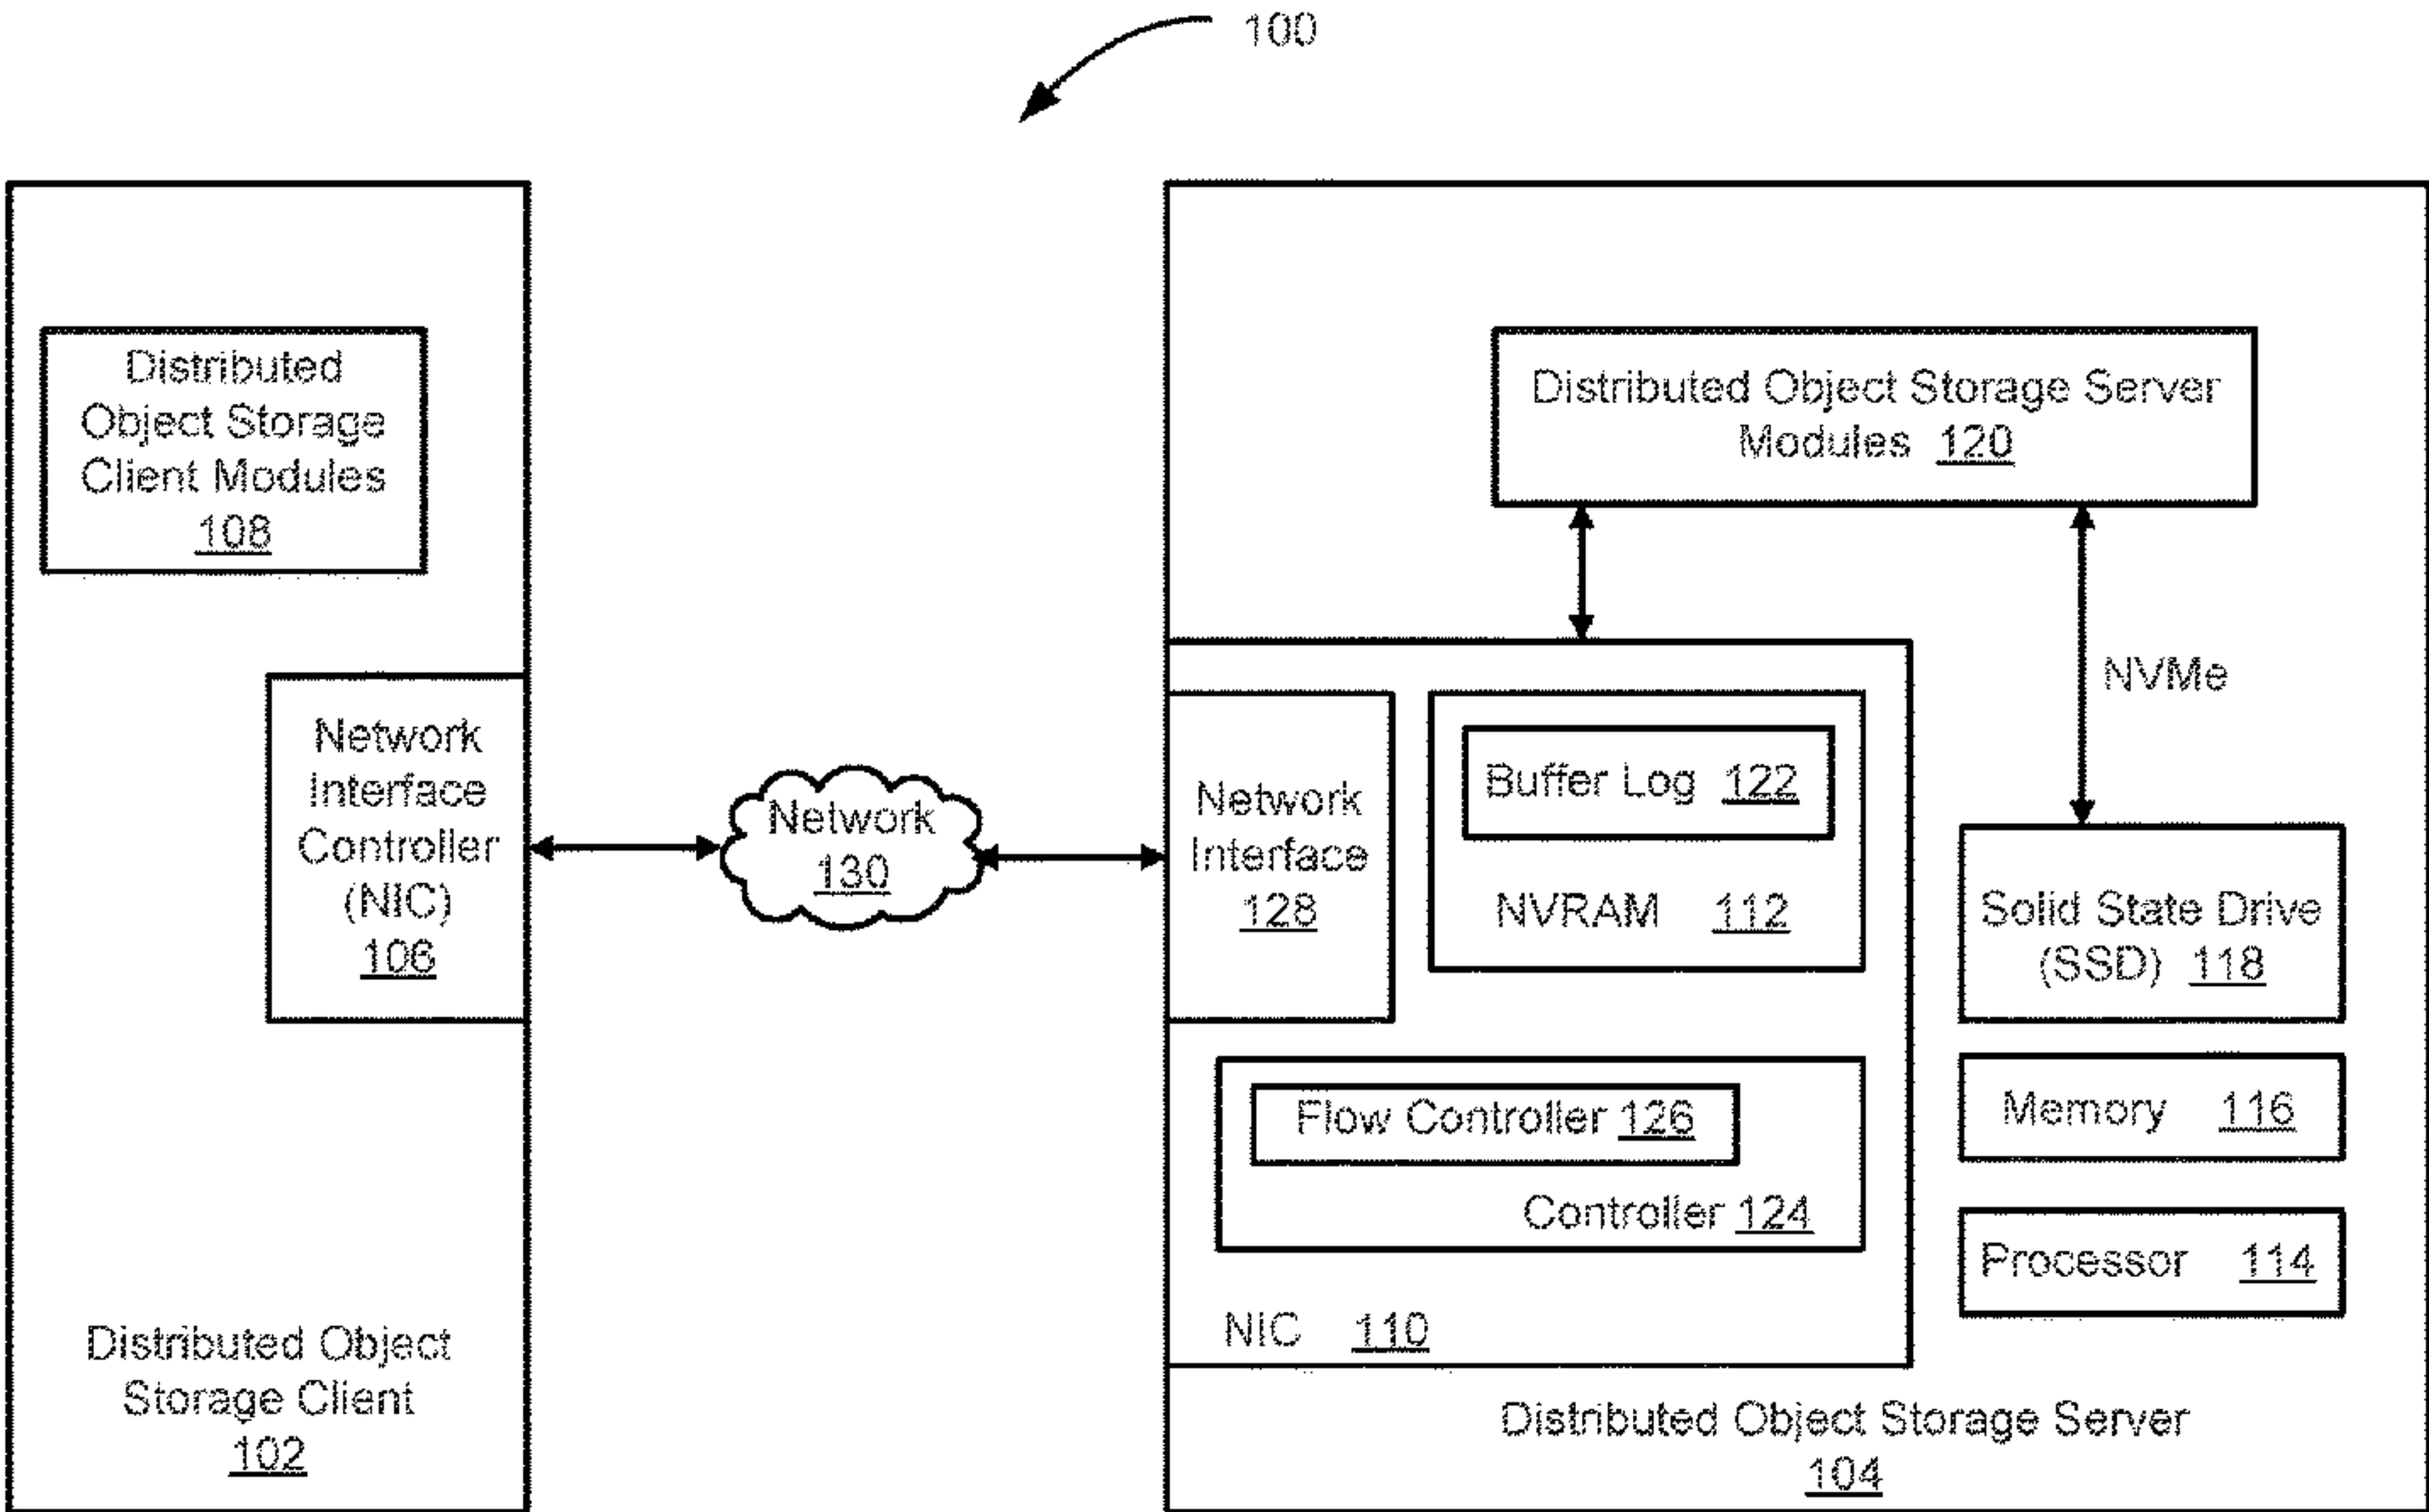 100
Distributed
Object Storage
Client Modules
108
Network
Interface
Controller
(NIC)
106
Distributed Object
Storage Client
102
Network
130
Distributed Object Storage Server
Modules 120
NVMe
Network
Interface
128
Buffer Log 122
NVRAM 112
Flow Controller 126
Controller 124
NIC 110
Solid State Drive
(SSD) 118
Memory 116
Processor 114
Distributed Object Storage Server
104